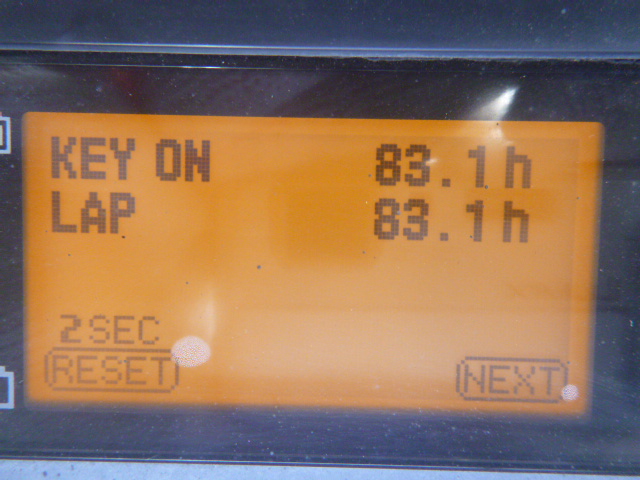 KEY ON 83.1h
LAP 83.1h
2SEC
RESET NEXT